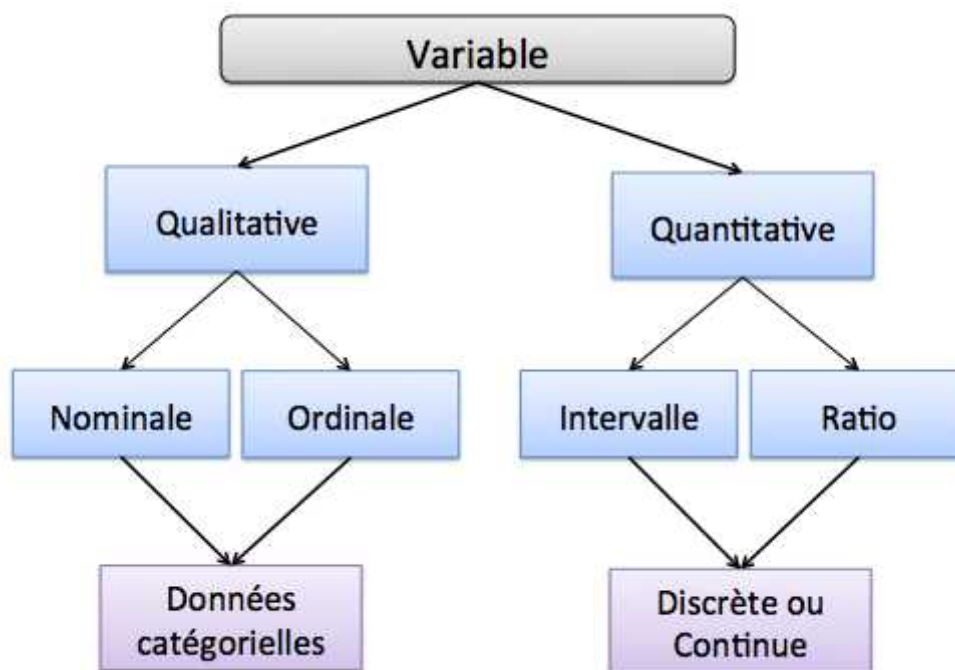 Variable
Qualitative
Quantitative
Nominale
Ordinale
Intervalle
Ratio
Données
catégorielles
Discrète ou
Continue